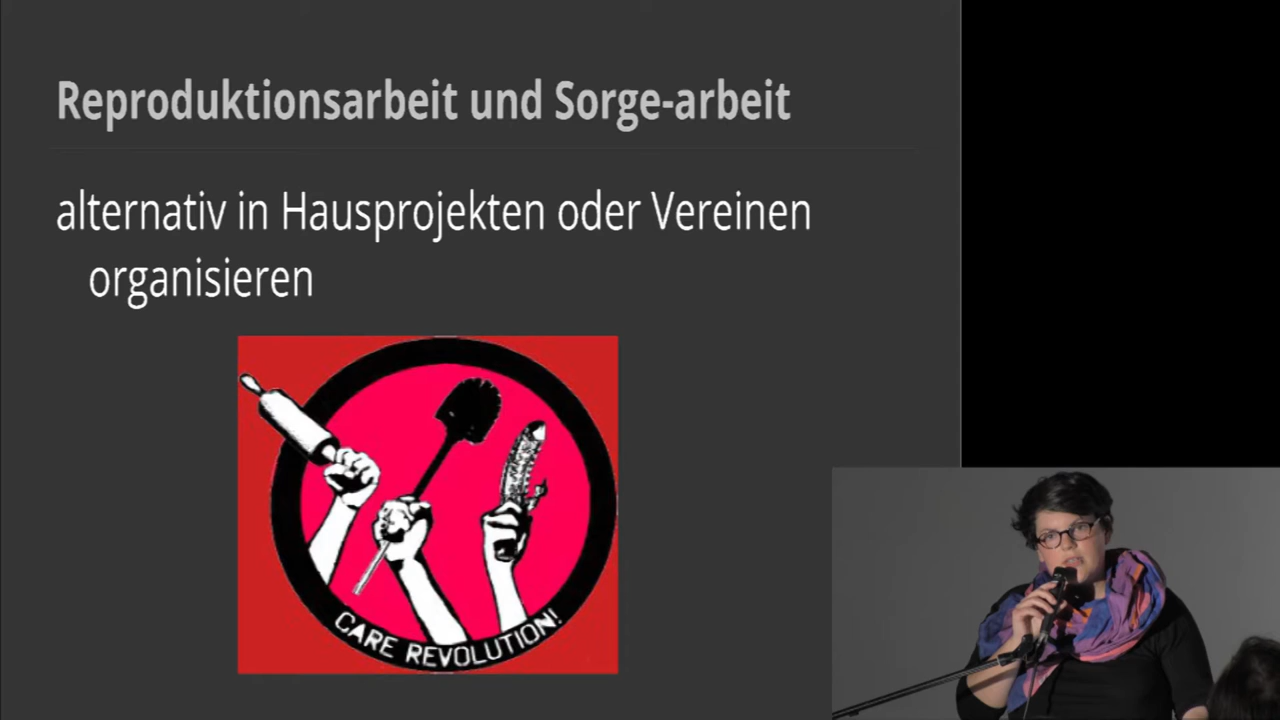 Reproduktionsarbeit und Sorge-arbeit
alternativ in Hausprojekten oder Vereinen
organisieren
CARE REVOLUTION!